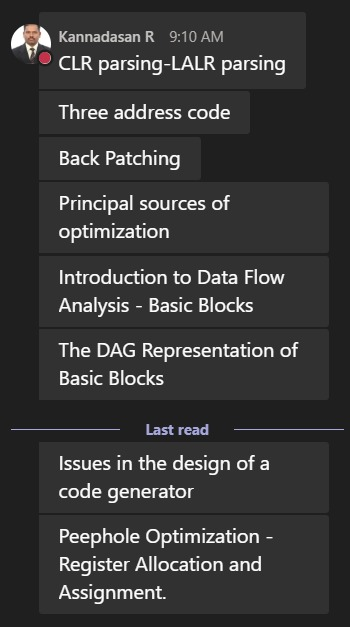 Kannadasan R 9:10 AM
CLR parsing-LALR parsing
Three address code
Back Patching
Principal sources of
optimization
Introduction to Data Flow
Analysis - Basic Blocks
The DAG Representation of
Basic Blocks
Last read
Issues in the design of a
code generator
Peephole Optimization -
Register Allocation and
Assignment.